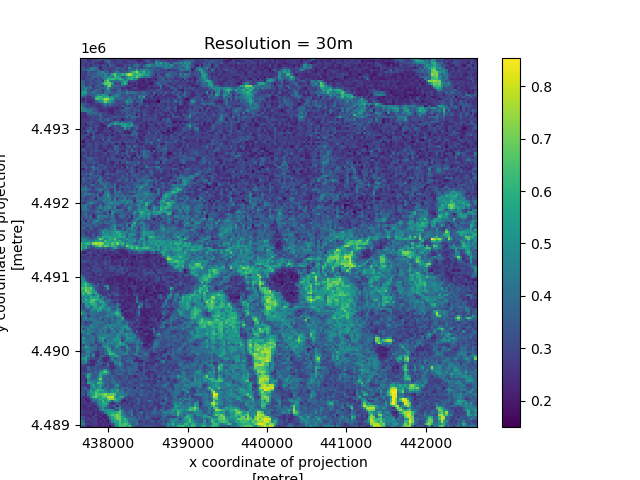 Resolution = 30m
1e6
4.493
4.492
4.491
4.490
4.489
y coordinate of projection
[metre]
438000 439000 440000 441000 442000
x coordinate of projection
[metre]
0.8
0.7
0.6
0.5
0.4
0.3
0.2